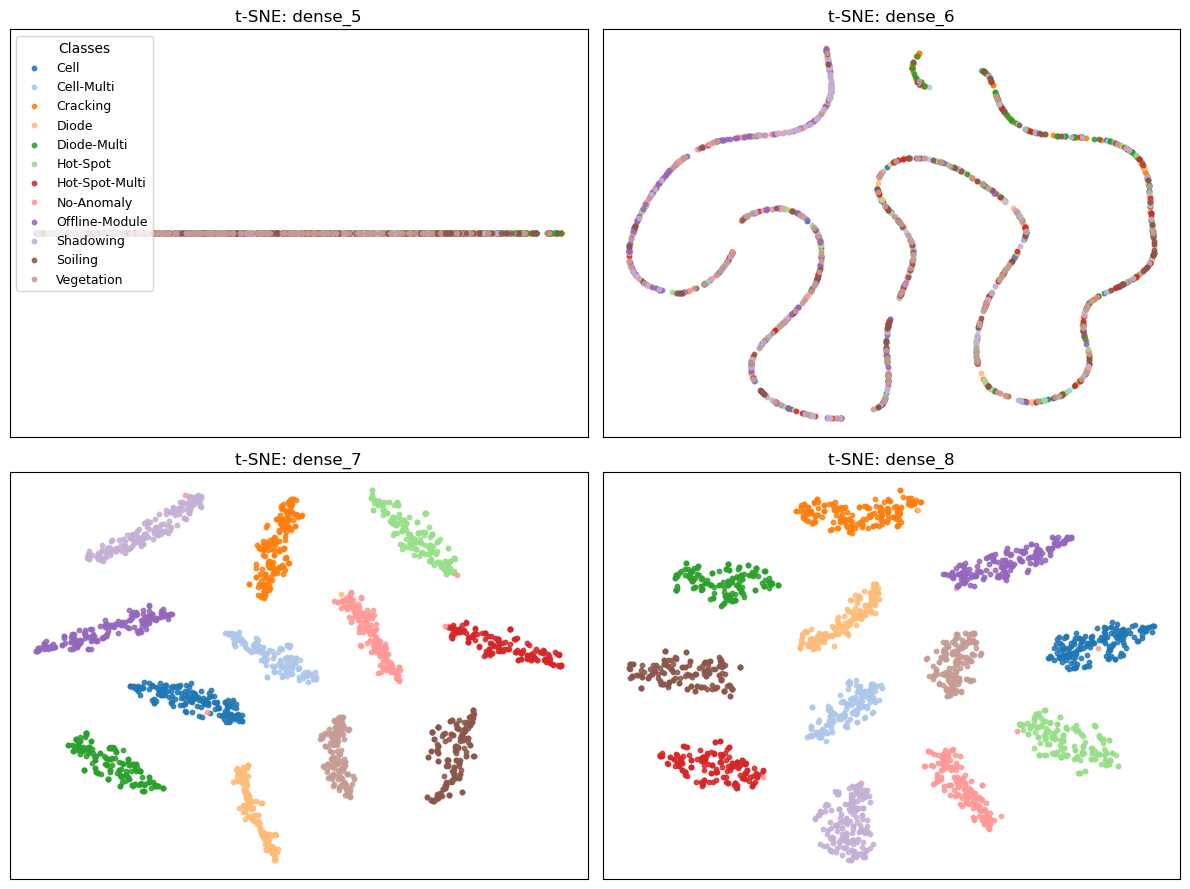 t-SNE: dense_5
Classes
Cell
Cell-Multi
Cracking
Diode
Diode-Multi
Hot-Spot
Hot-Spot-Multi
No-Anomaly
Offline-Module
Shadowing
Soiling
Vegetation
t-SNE: dense_6
t-SNE: dense_7
t-SNE: dense_8